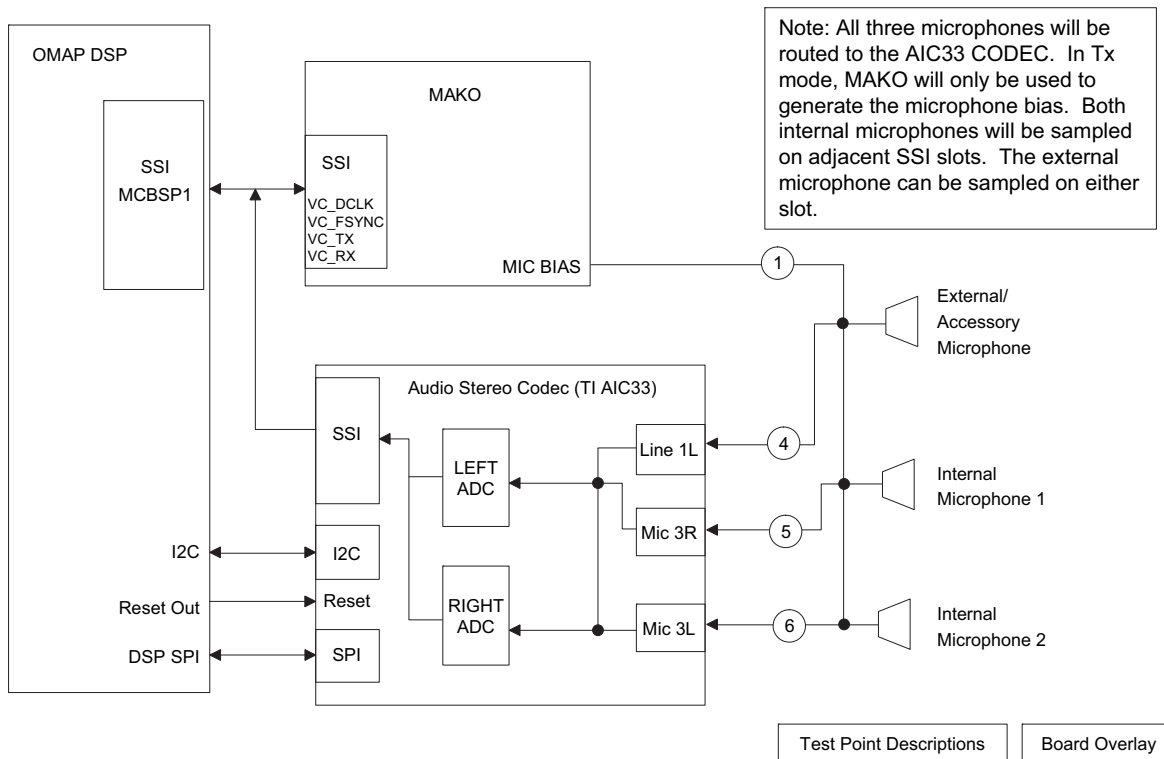 OMAP DSP
SSI
MCBSP1
MAKO
SSI
VC_DCLK
VC_FSYNC
VC_TX
VC_RX
MIC BIAS
Note: All three microphones will be
routed to the AIC33 CODEC. In Tx
mode, MAKO will only be used to
generate the microphone bias. Both
internal microphones will be sampled
on adjacent SSI slots. The external
microphone can be sampled on either
slot.
1
External/
Accessory
Microphone
Audio Stereo Codec (TI AIC33)
SSI
LEFT
ADC
Line 1L
4
Mic 3R
5
Internal
Microphone 1
I2C
I2C
Reset Out
Reset
RIGHT
ADC
Mic 3L
6
Internal
Microphone 2
DSP SPI
SPI
Test Point Descriptions
Board Overlay